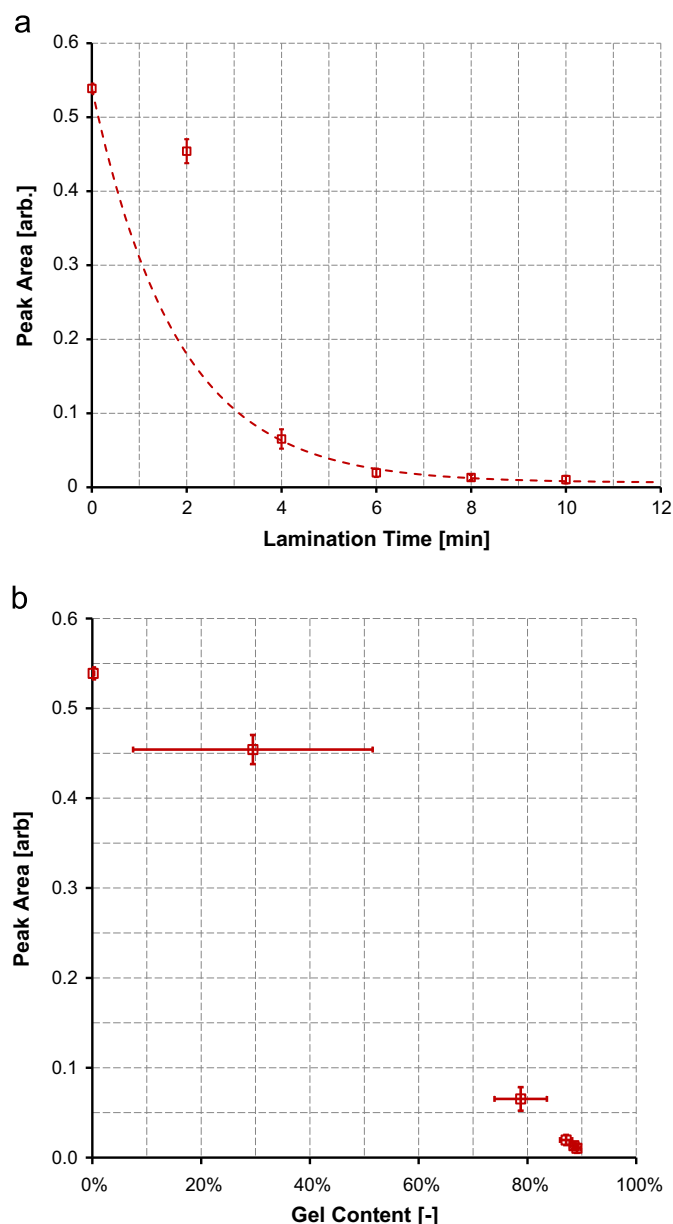 a
0.6
0.5
0.4
0.3
0.2
0.1
0
Peak Area [arb.]
0 2 4 6 8 10 12
Lamination Time [min]
b
0.6
0.5
0.4
0.3
0.2
0.1
0.0
Peak Area [arb]
0% 20% 40% 60% 80% 100%
Gel Content [-]